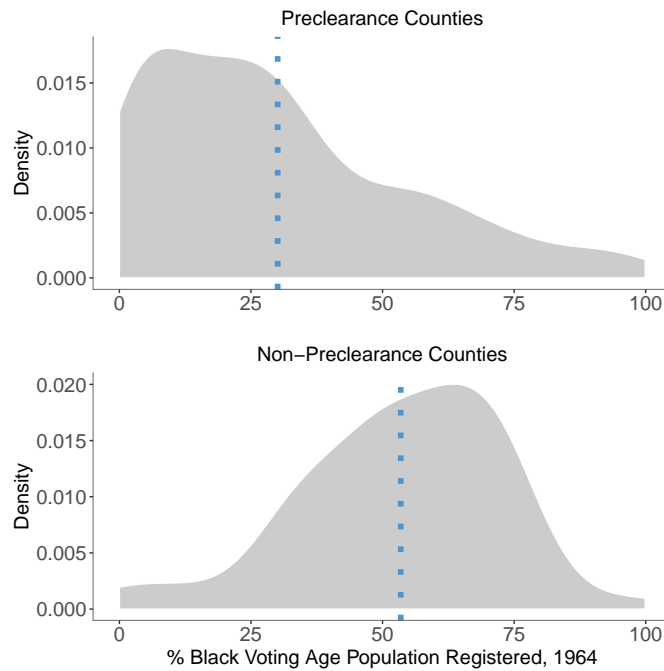 Preclearance Counties
0.015
0.010
0.005
0.000
Density
0 25 50 75 100
Non−Preclearance Counties
0.020
0.015
0.010
0.005
0.000
Density
0 25 50 75 100
% Black Voting Age Population Registered, 1964